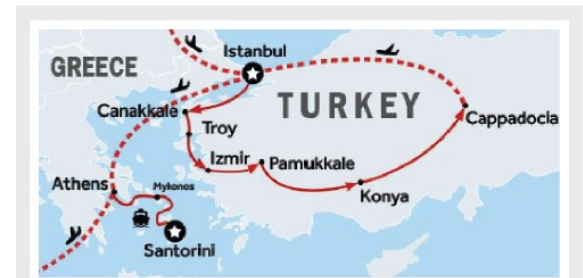 Istanbul
GREECE
TURKEY
Canakkale
Troy
Cappadocia
Izmir
Pamukkale
Athens
Mykonos
Konya
Santorini